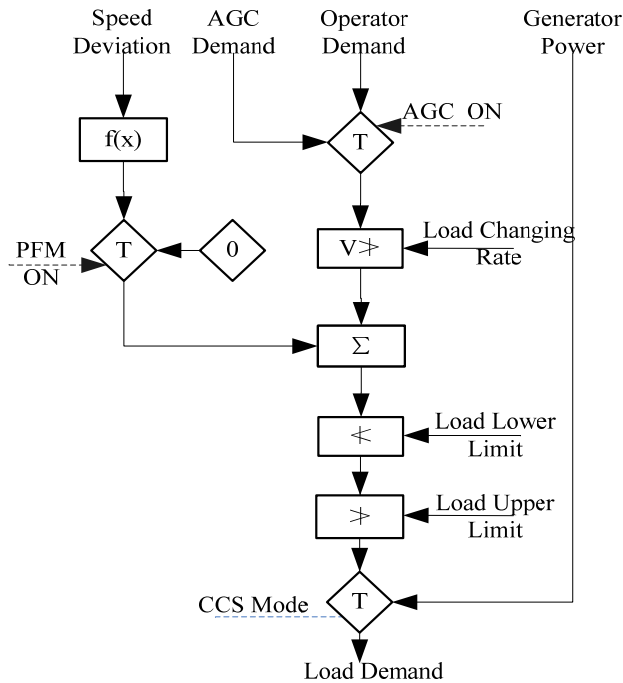 Speed
Deviation
AGC
Demand
Operator
Demand
Generator
Power
AGC ON
T
f(x)
PFM
ON
T
0
V≯
Load Changing
Rate
Σ
≮
Load Lower
Limit
≯
Load Upper
Limit
CCS Mode
T
Load Demand